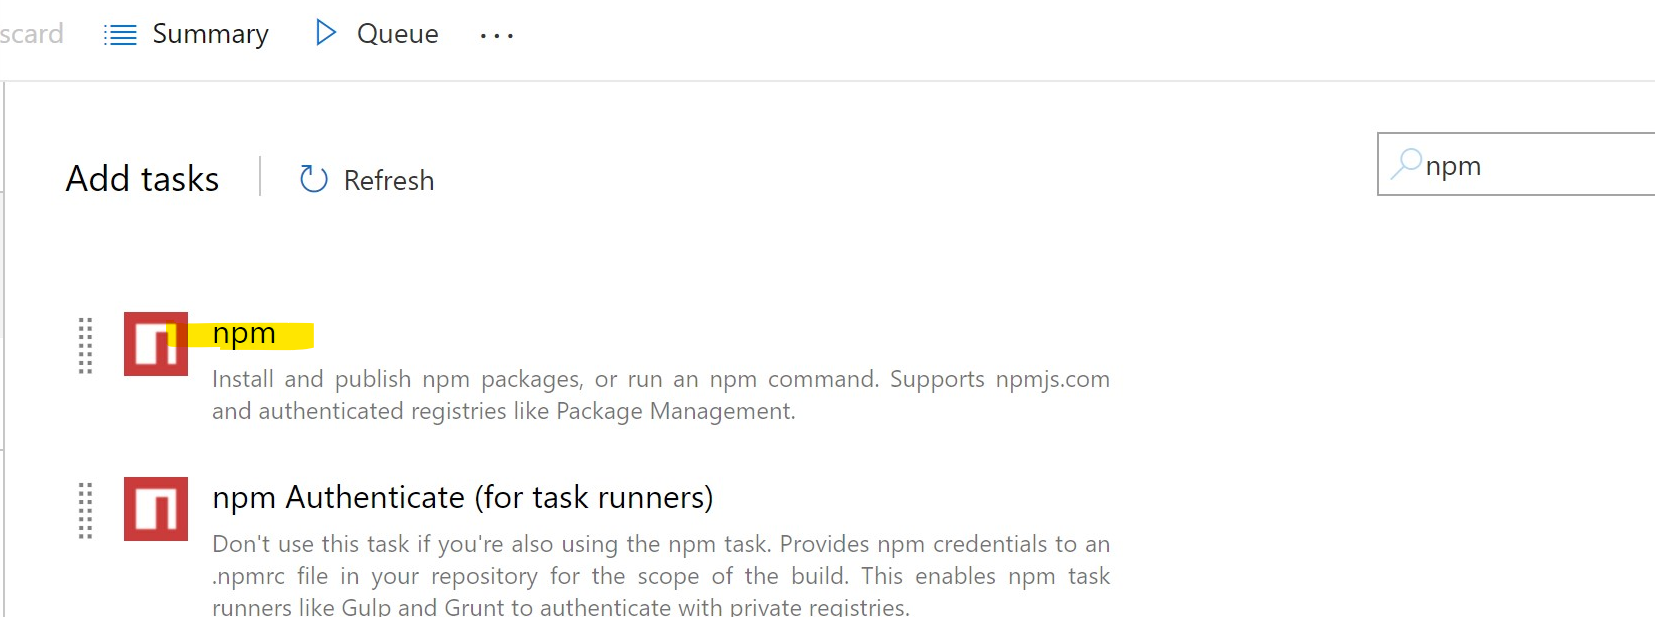 scard Summary Queue ...
Add tasks Refresh npm
npm
Install and publish npm packages, or run an npm command. Supports npmjs.com
and authenticated registries like Package Management.
npm Authenticate (for task runners)
Don't use this task if you're also using the npm task. Provides npm credentials to an
.npmrc file in your repository for the scope of the build. This enables npm task
runners like Gulp and Grunt to authenticate with private registries.